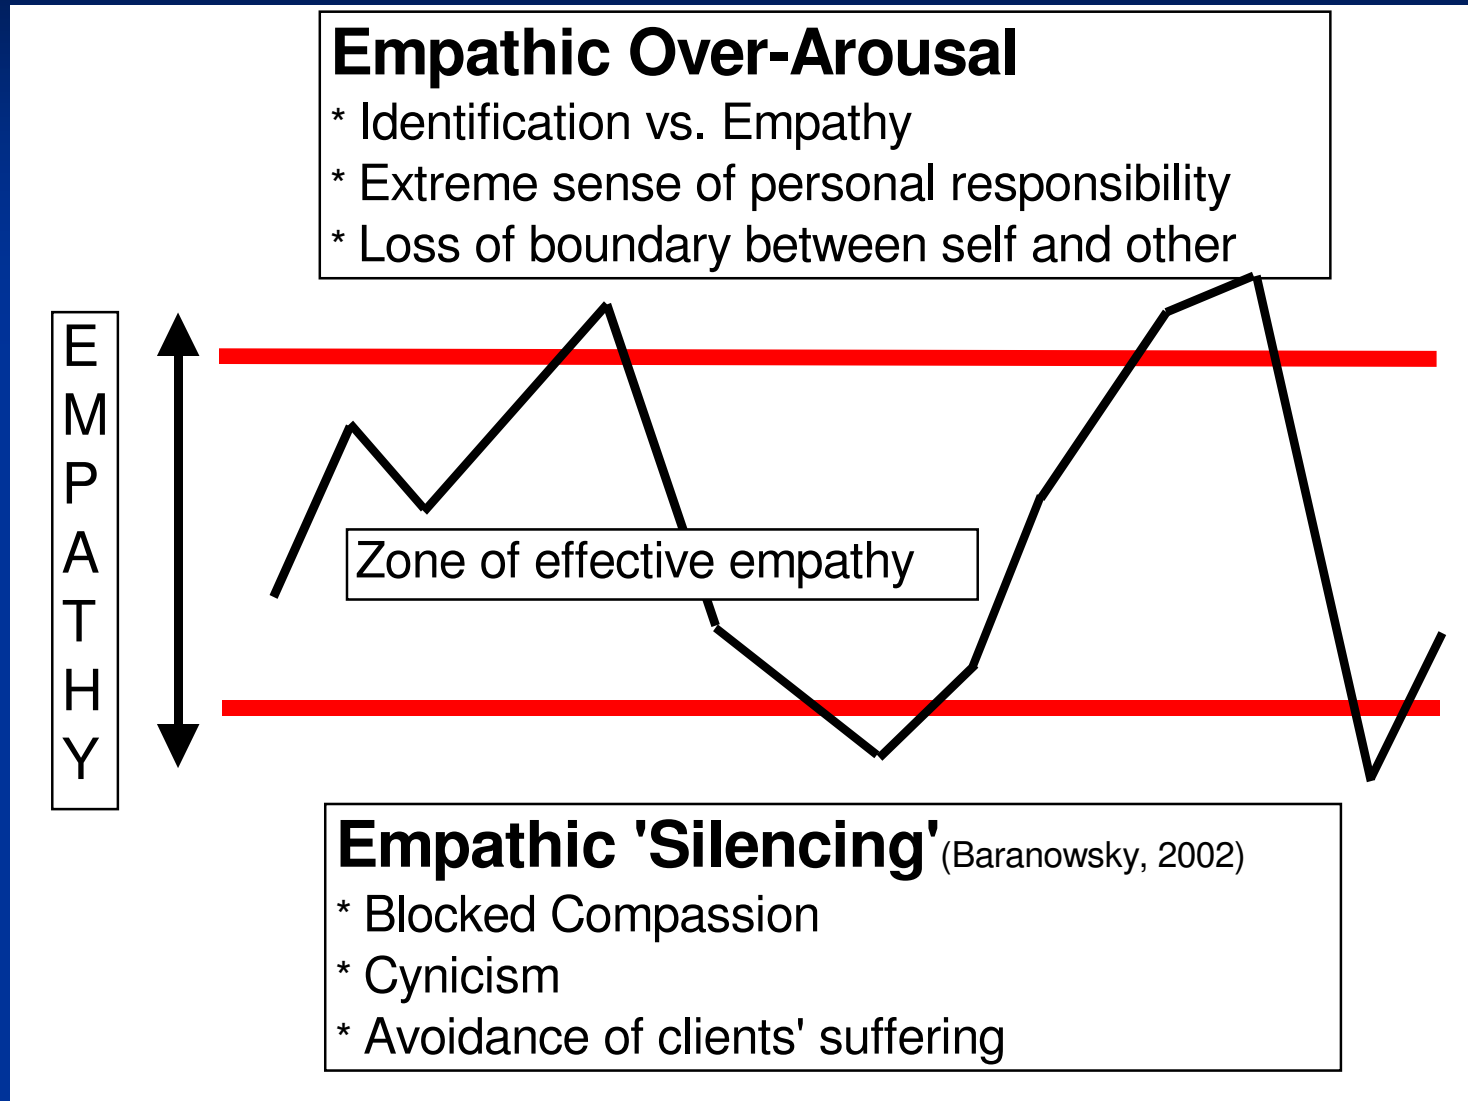 Empathic Over-Arousal
* Identification vs. Empathy
* Extreme sense of personal responsibility
* Loss of boundary between self and other
E
M
P
A
T
H
Y
Zone of effective empathy
Empathic 'Silencing'(Baranowsky, 2002)
* Blocked Compassion
* Cynicism
* Avoidance of clients' suffering